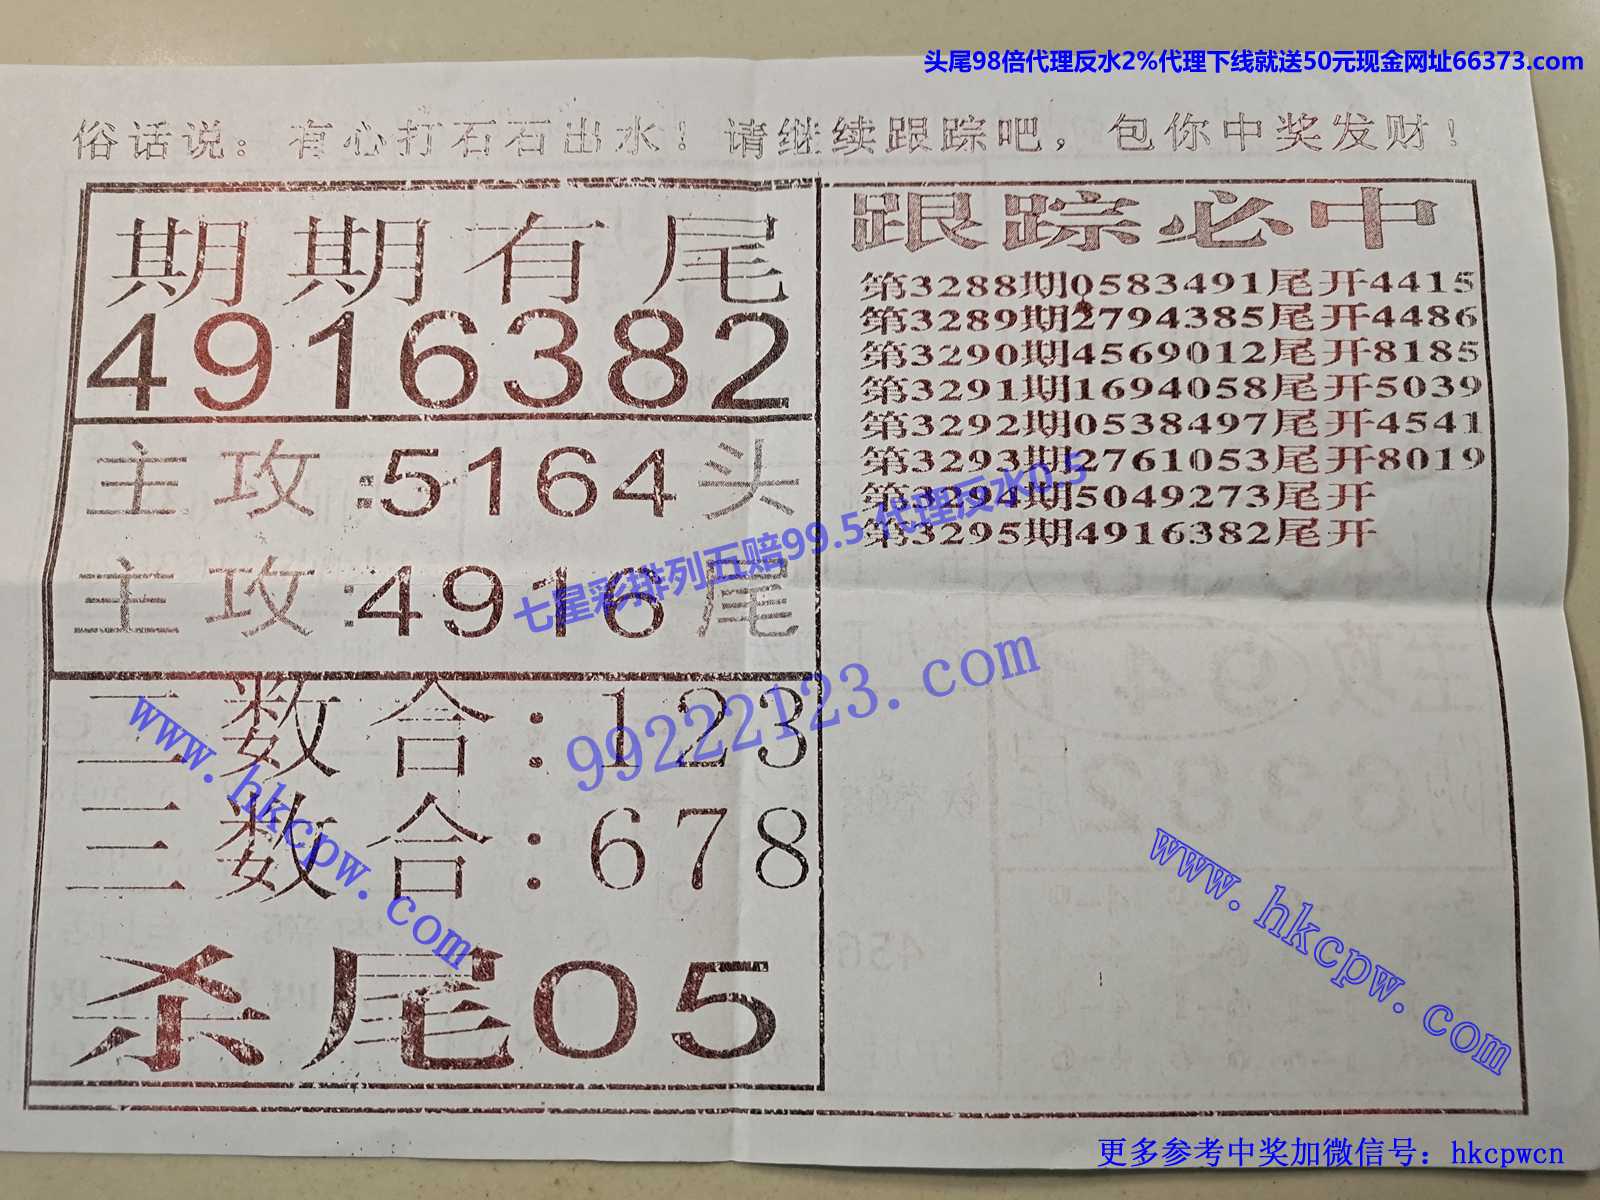 头尾98倍代理反水2%代理下线就送50元现金网址66373.com
俗话说：有心打石石出水！请继续跟踪吧，包你中奖发财！
期期有尾
4916382
主攻:5164头
主攻:4916尾
三数合:123
三数合:678
杀尾05
跟踪必中
第3288期0583491尾开4415
第3289期2794385尾开4486
第3290期4569012尾开8185
第3291期1694058尾开5039
第3292期0538497尾开4541
第3293期2761053尾开8019
第3294期5049273尾开
第3295期4916382尾开
七星彩排列五赔99.5 代理反水0.5
99222123.com
www.hkcpw.com
www.hkcpw.com
更多参考中奖加微信号：hkcpwcn